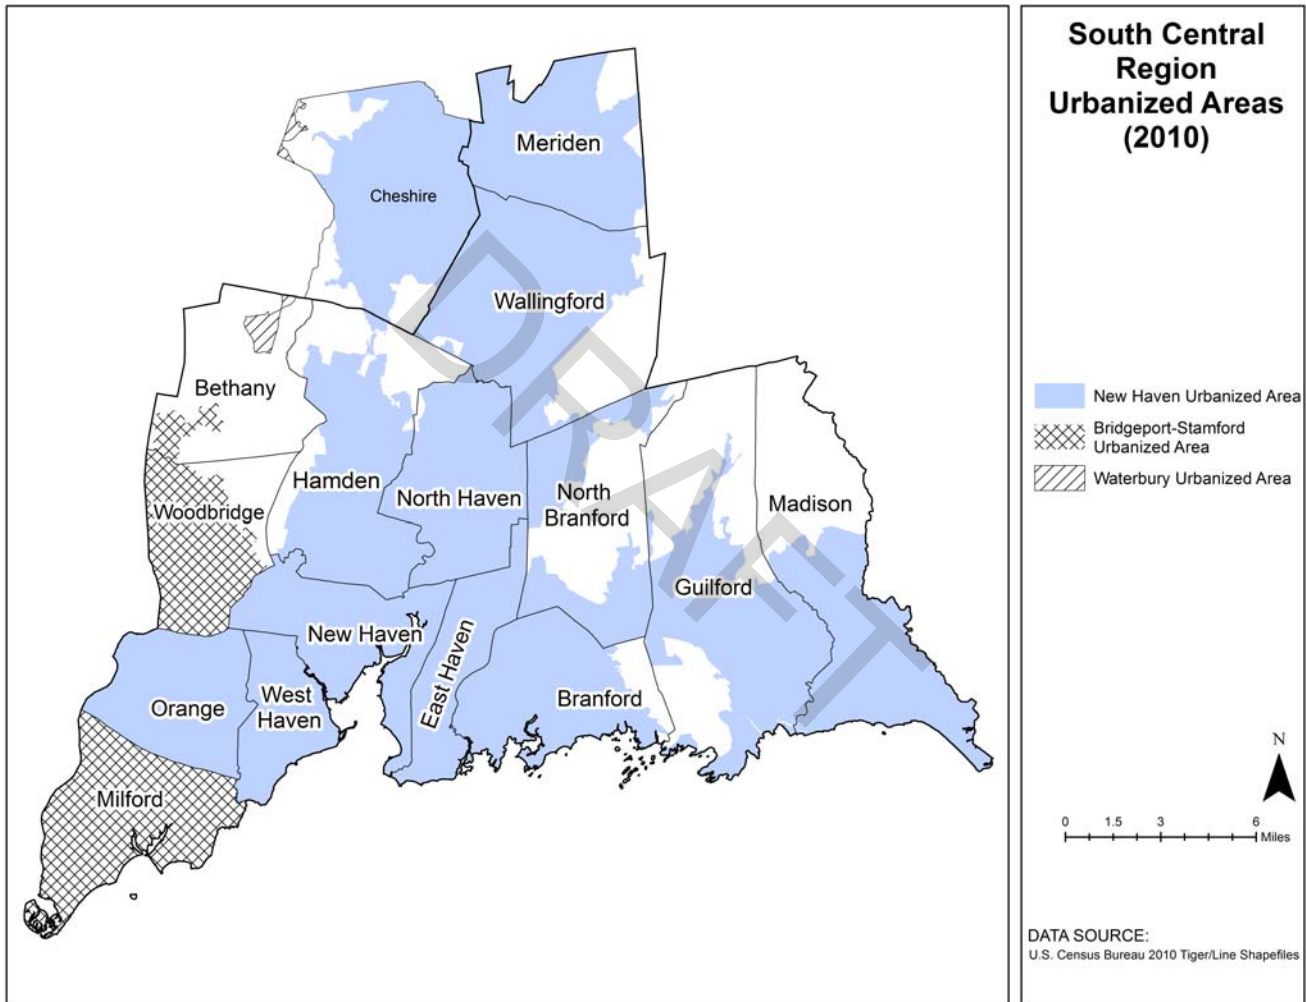 South Central
Region
Urbanized Areas
(2010)
Meriden
Cheshire
Wallingford
Bethany
Hamden
North Haven
North
Branford
Madison
Woodbridge
Guilford
New Haven
East Haven
West
Haven
Orange
Branford
Milford
DRAFT
New Haven Urbanized Area
Bridgeport-Stamford
Urbanized Area
Waterbury Urbanized Area
N
0 1.5 3 6
Miles
DATA SOURCE:
U.S. Census Bureau 2010 Tiger/Line Shapefiles